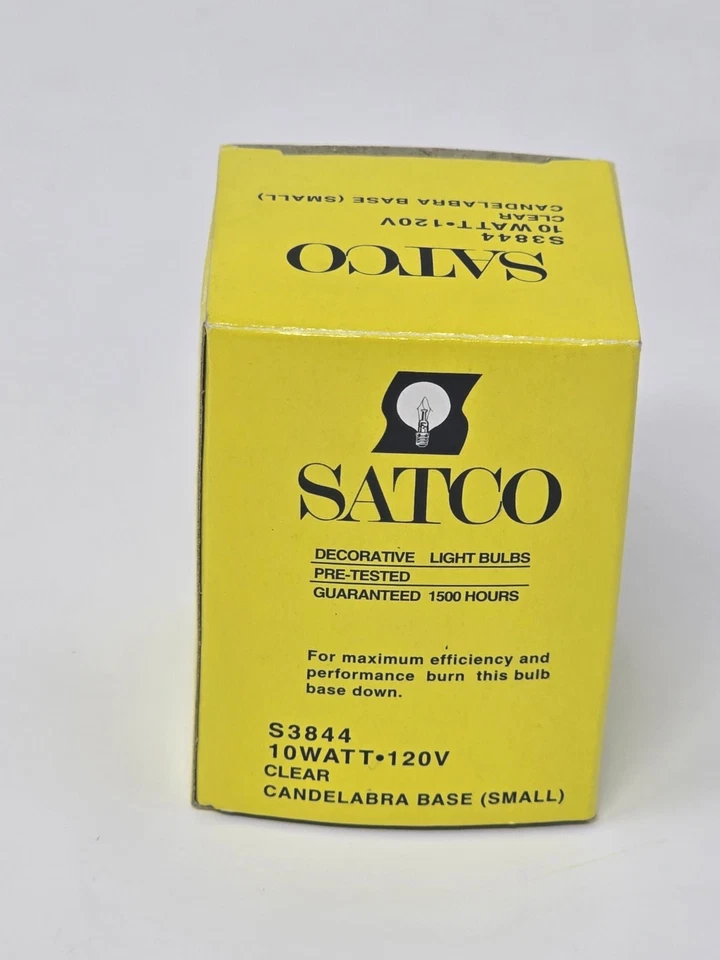 CANDELABRA BASE (SMALL)
CLEAR
10 WATT•120V
S3844
SATCO
SATCO
DECORATIVE LIGHT BULBS
PRE-TESTED
GUARANTEED 1500 HOURS
For maximum efficiency and
performance burn this bulb
base down.
S3844
10WATT•120V
CLEAR
CANDELABRA BASE (SMALL)